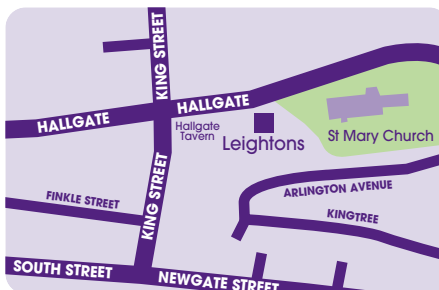 KING STREET
HALLGATE
HALLGATE
Hallgate
Tavern
Leightons
St Mary Church
KING STREET
FINKLE STREET
ARLINGTON AVENUE
KINGTREE
SOUTH STREET
NEWGATE STREET